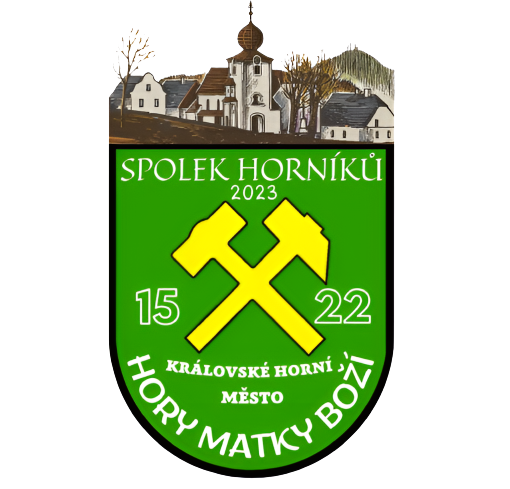 SPOLEK HORNÍKŮ
2023
15 22
KRÁLOVSKÉ HORNÍ
MĚSTO
HORY MATKY BOŽÍ